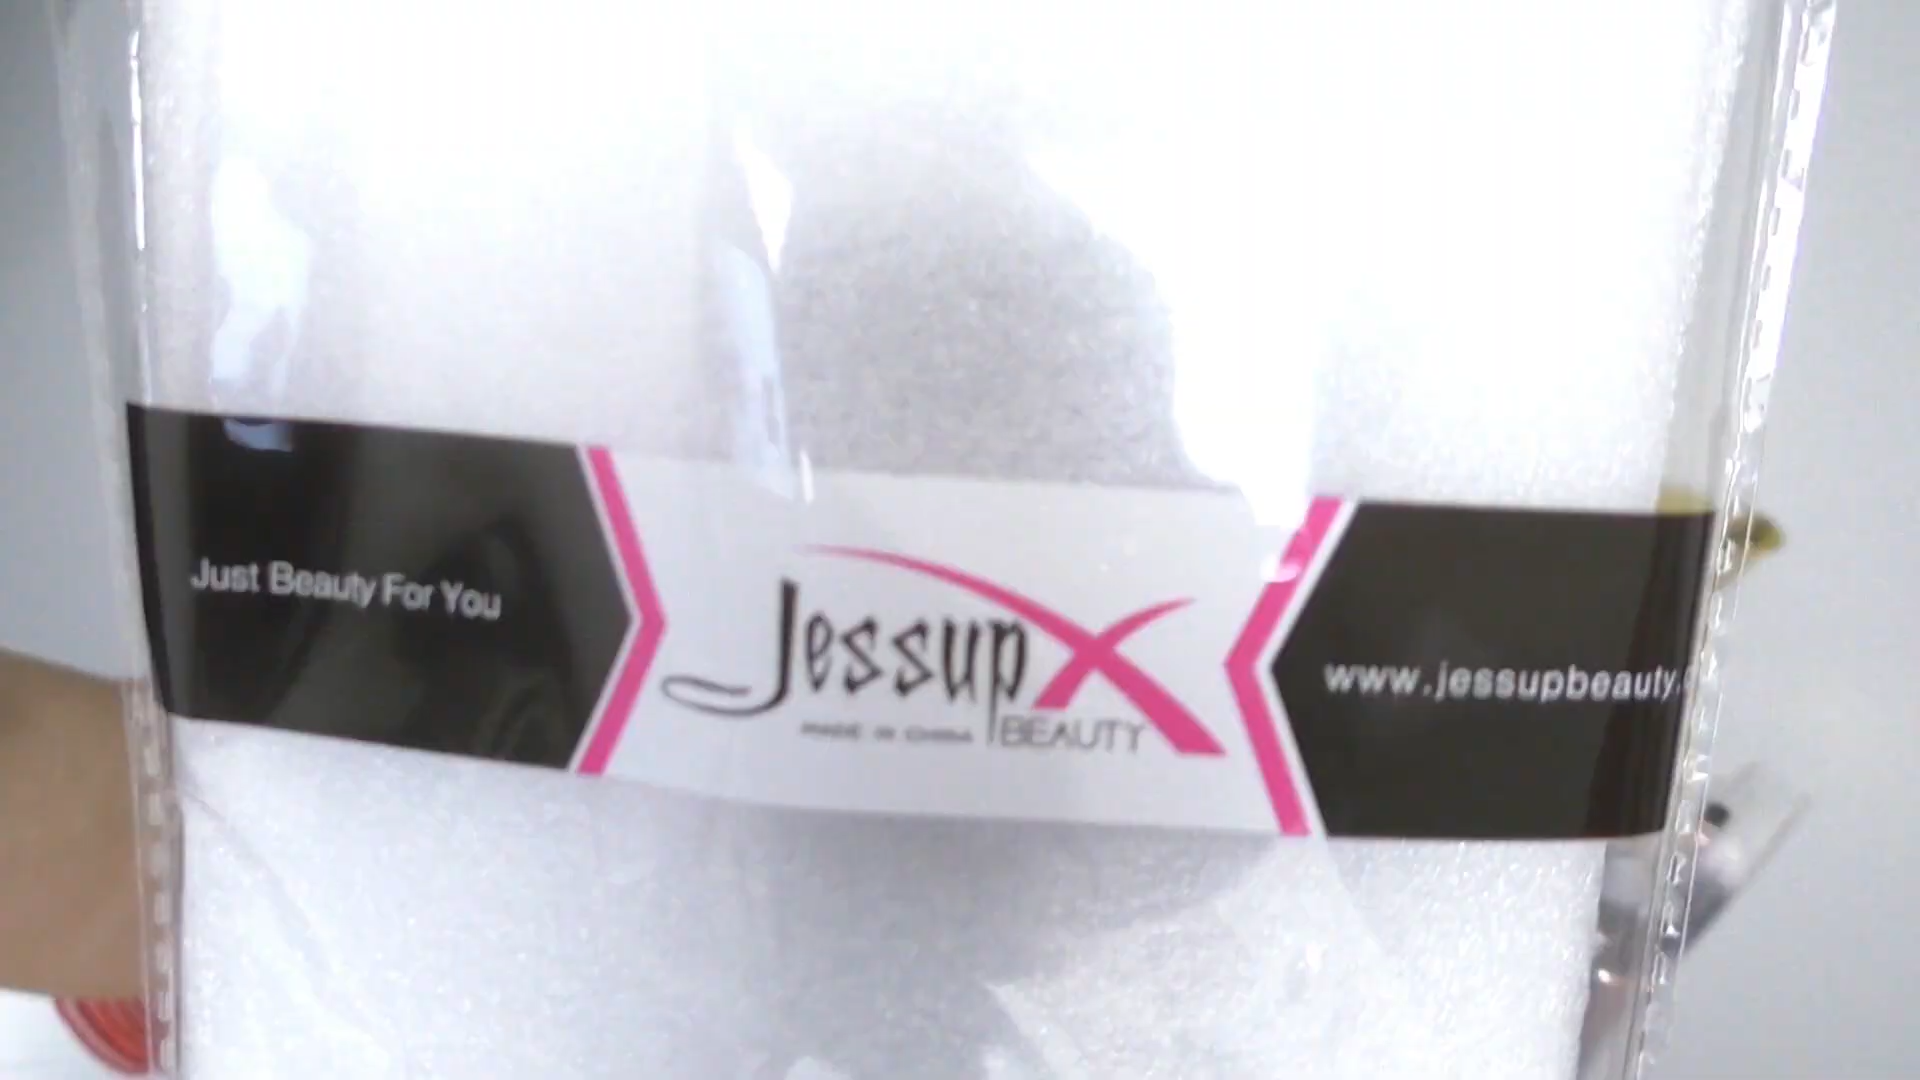 Just Beauty For You
Jessup
MADE IN CHINA
BEAUTY
www.jessupbeauty.